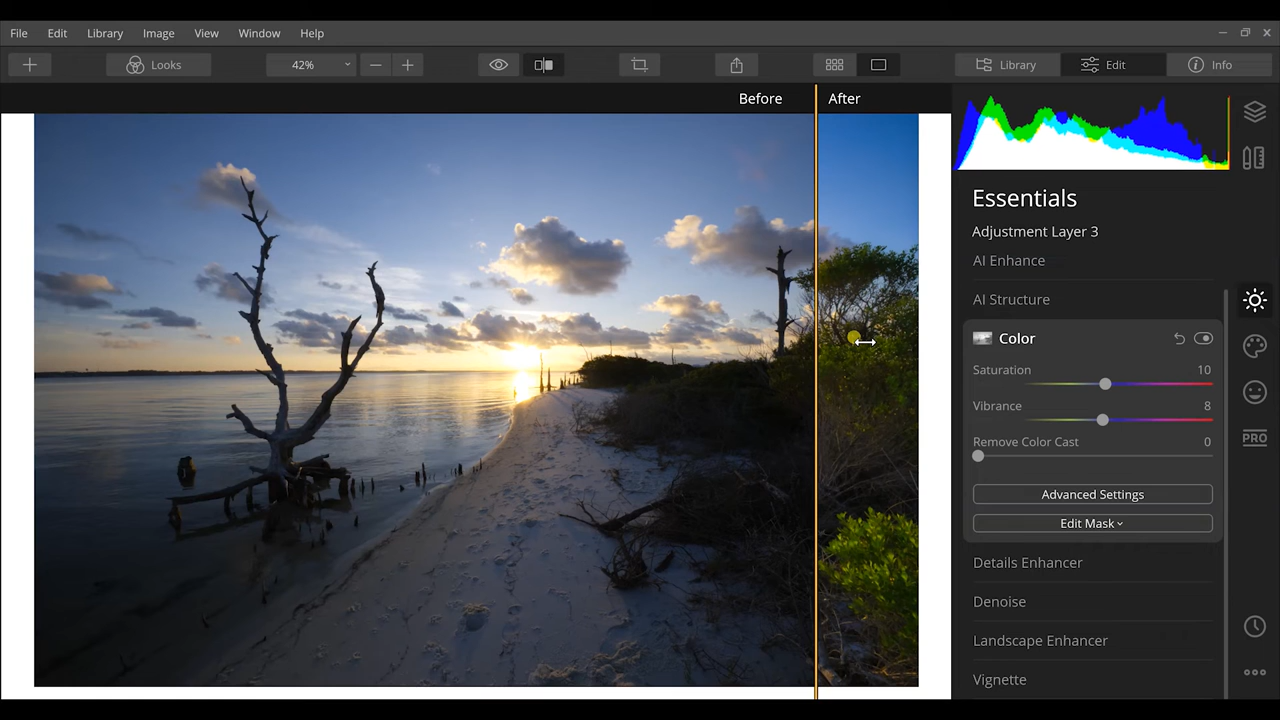 File Edit Library Image View Window Help
Looks 42% Library Edit Info
Before After
Essentials
Adjustment Layer 3
AI Enhance
AI Structure
Color
Saturation 10
Vibrance 8
Remove Color Cast 0
Advanced Settings
Edit Mask
PRO
Details Enhancer
Denoise
Landscape Enhancer
Vignette